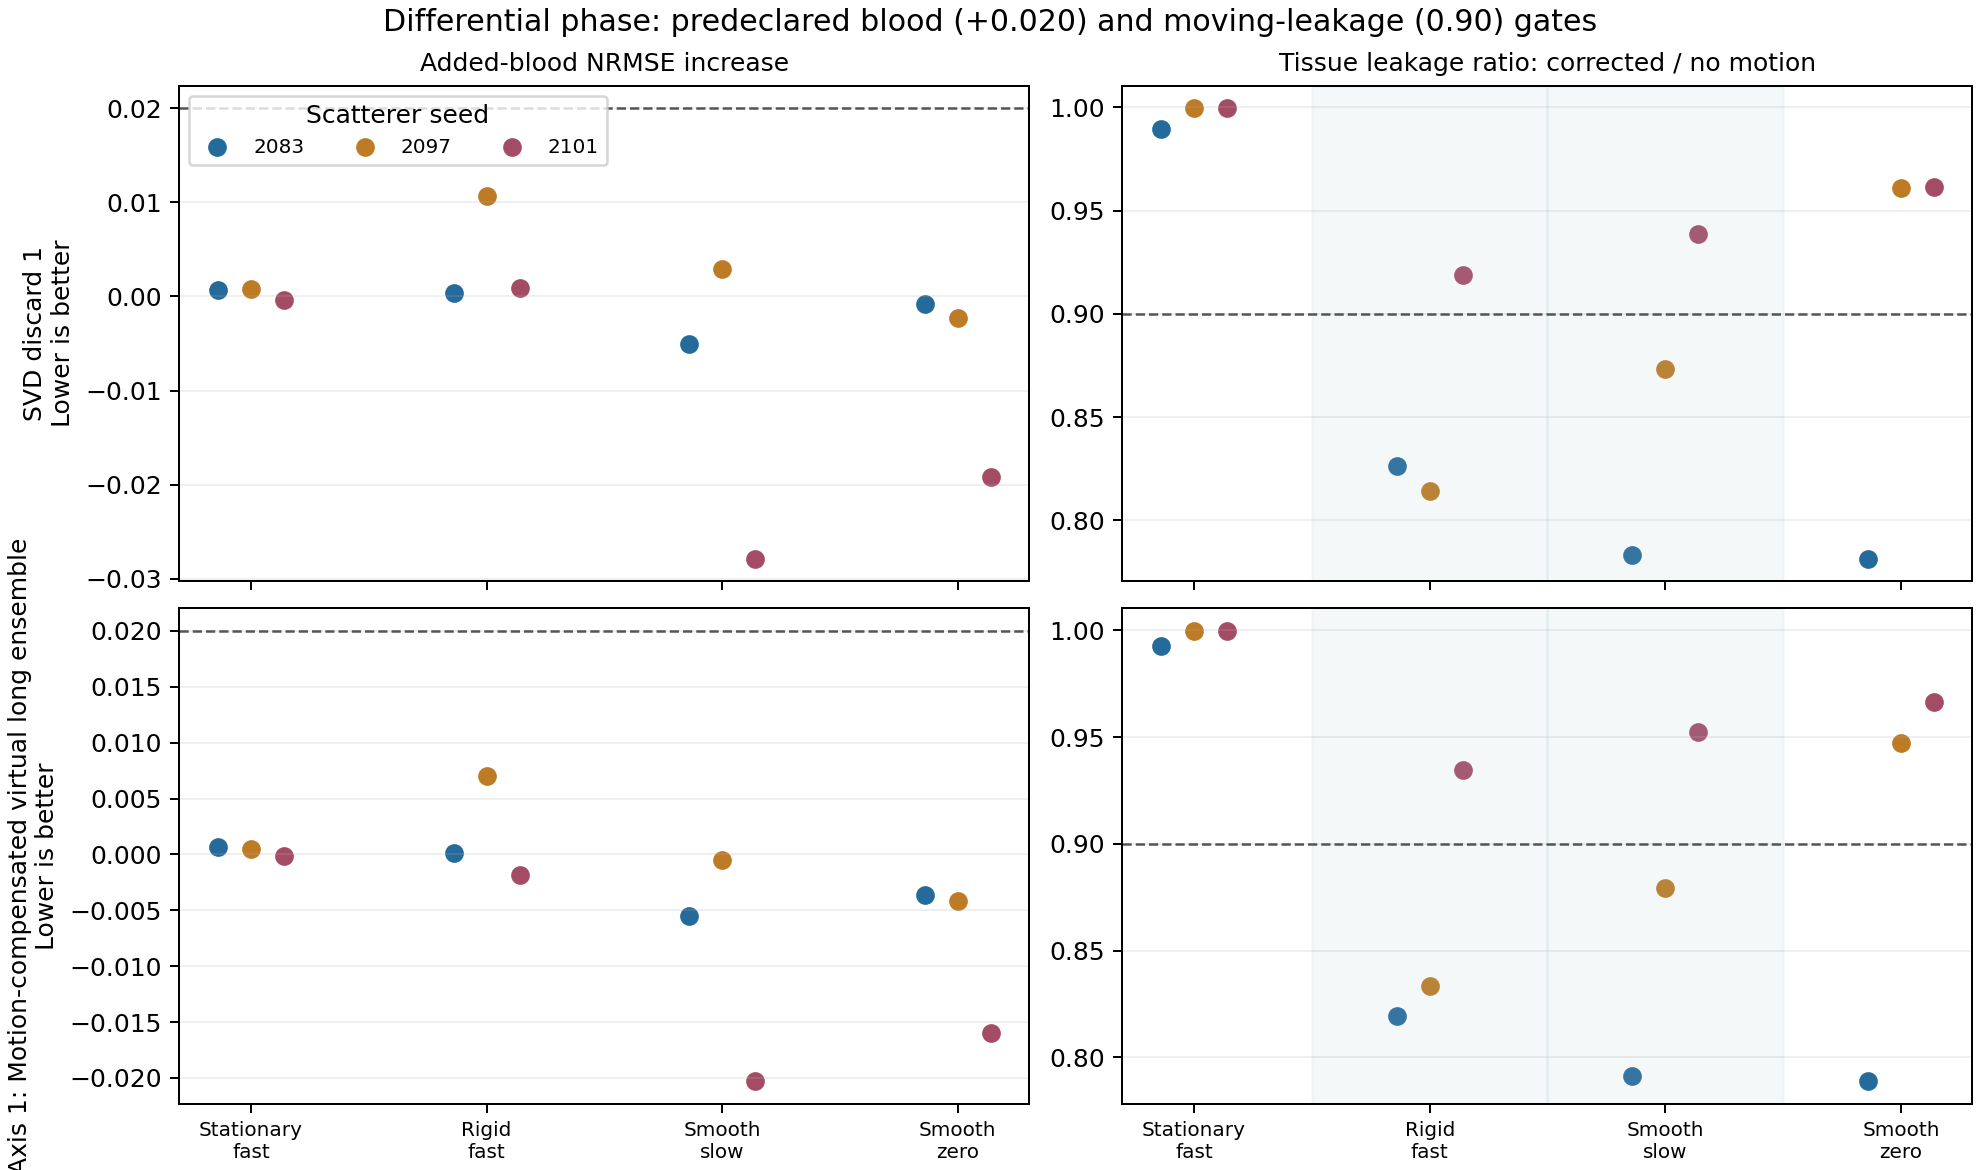 Differential phase: predeclared blood (+0.020) and moving-leakage (0.90) gates
Added-blood NRMSE increase
Tissue leakage ratio: corrected / no motion
SVD discard 1
Lower is better
0.02
0.01
0.00
−0.01
−0.02
−0.03
Scatterer seed
2083 2097 2101
1.00
0.95
0.90
0.85
0.80
Axis 1: Motion-compensated virtual long ensemble
Lower is better
0.020
0.015
0.010
0.005
0.000
−0.005
−0.010
−0.015
−0.020
Stationary
fast
Rigid
fast
Smooth
slow
Smooth
zero
1.00
0.95
0.90
0.85
0.80
Stationary
fast
Rigid
fast
Smooth
slow
Smooth
zero